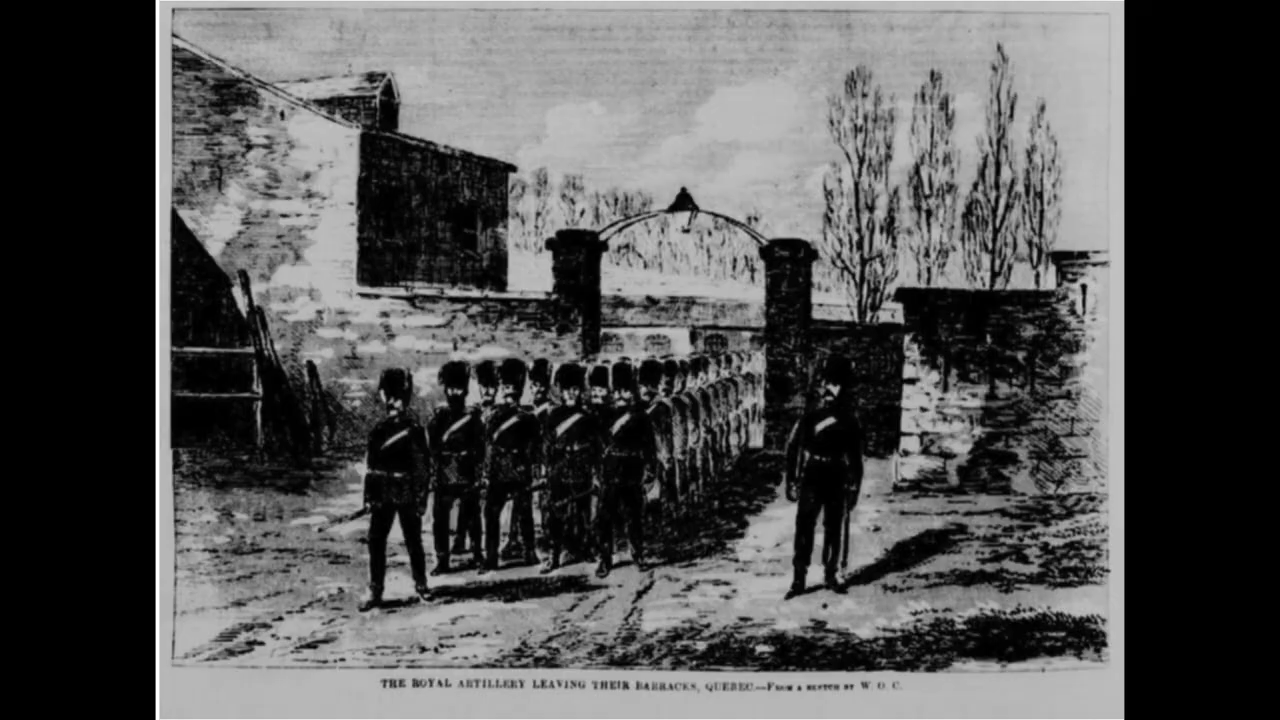 THE ROYAL ARTILLERY LEAVING THEIR BARRACKS, QUEBEC.—FROM A SKETCH BY W. O. C.